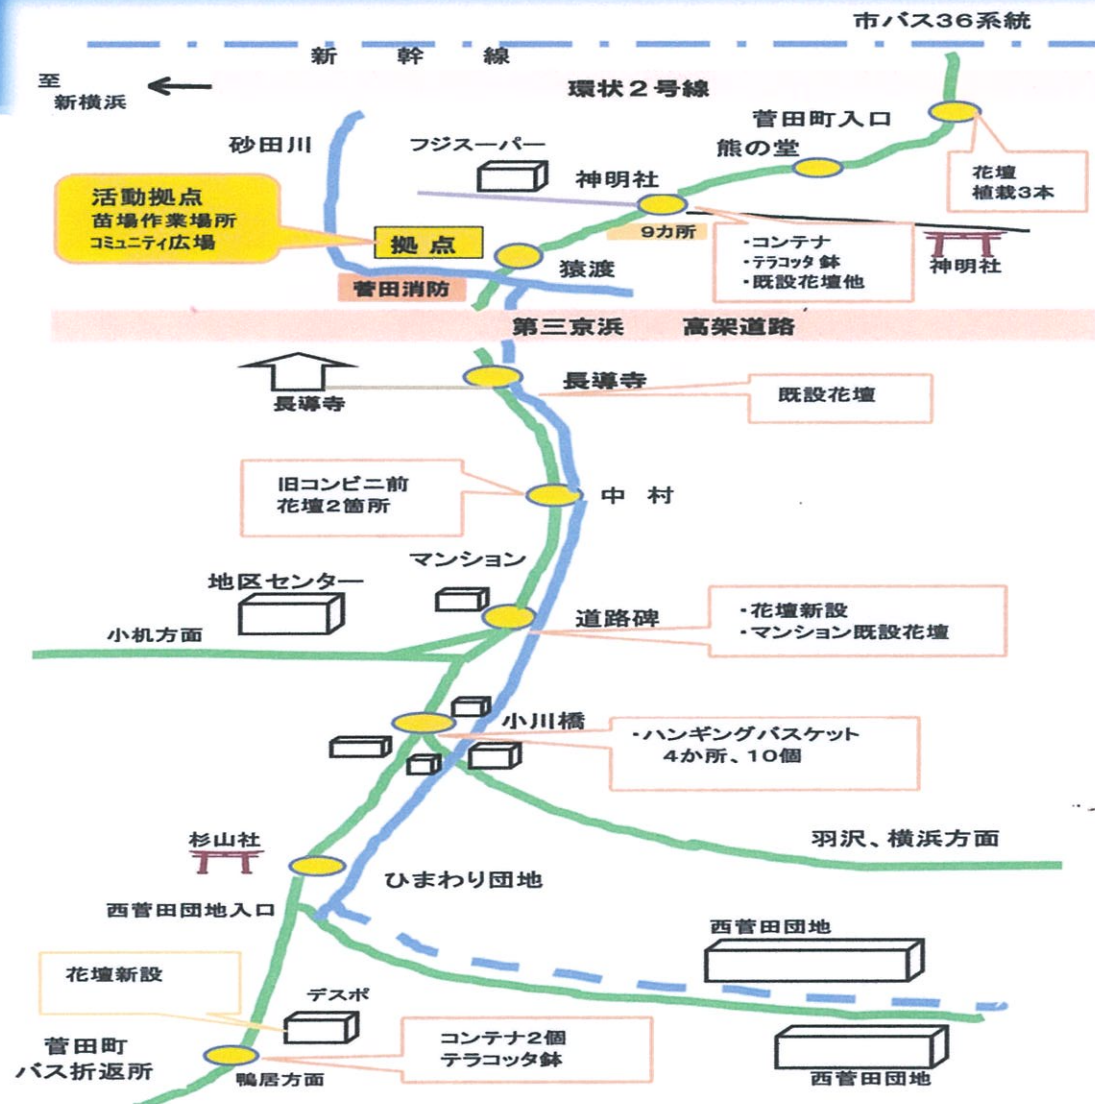 市バス36系統
新幹線
環状2号線
至
新横浜
菅田町入口
砂田川
フジスーパー
熊の堂
神明社
花壇
植栽3本
活動拠点
苗場作業場所
コミュニティ広場
拠点
9カ所
・コンテナ
・テラコッタ鉢
・既設花壇他
神明社
猿渡
菅田消防
第三京浜 高架道路
長導寺
長導寺
既設花壇
旧コンビニ前
花壇2箇所
中村
マンション
地区センター
小机方面
道路碑
・花壇新設
・マンション既設花壇
小川橋
・ハンギングバスケット
4か所、10個
羽沢、横浜方面
杉山社
ひまわり団地
西菅田団地入口
西菅田団地
花壇新設
デスポ
菅田町
バス折返所
コンテナ2個
テラコッタ鉢
鴨居方面
西菅田団地